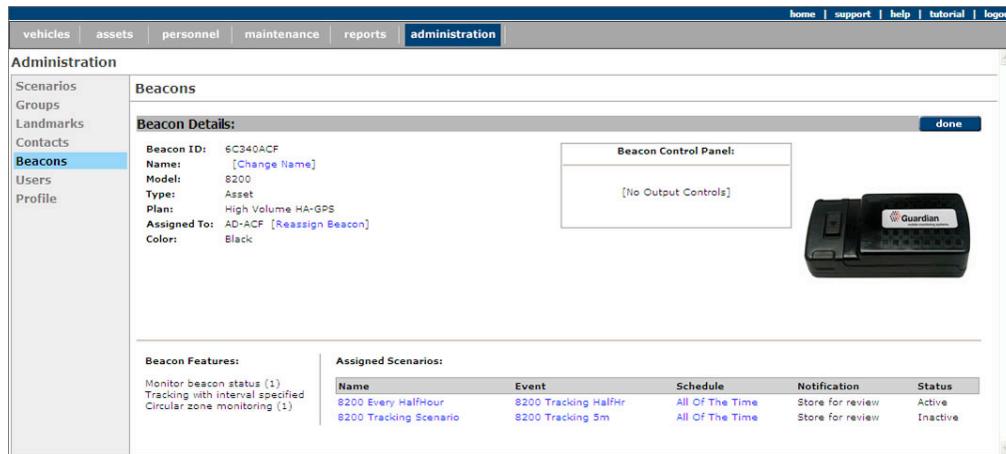 home | support | help | tutorial | logou
vehicles assets personnel maintenance reports administration
Administration
Scenarios
Groups
Landmarks
Contacts
Beacons
Users
Profile
Beacons
Beacon Details:
done
Beacon ID: 6C340ACF
Name: [Change Name]
Model: 8200
Type: Asset
Plan: High Volume HA-GPS
Assigned To: AD-ACF [Reassign Beacon]
Color: Black
Beacon Control Panel:
[No Output Controls]
Guardian
mobile monitoring systems
Beacon Features:
Monitor beacon status (1)
Tracking with interval specified
Circular zone monitoring (1)
Assigned Scenarios:
Name Event Schedule Notification Status
8200 Every HalfHour 8200 Tracking HalfHr All Of The Time Store for review Active
8200 Tracking Scenario 8200 Tracking 5m All Of The Time Store for review Inactive